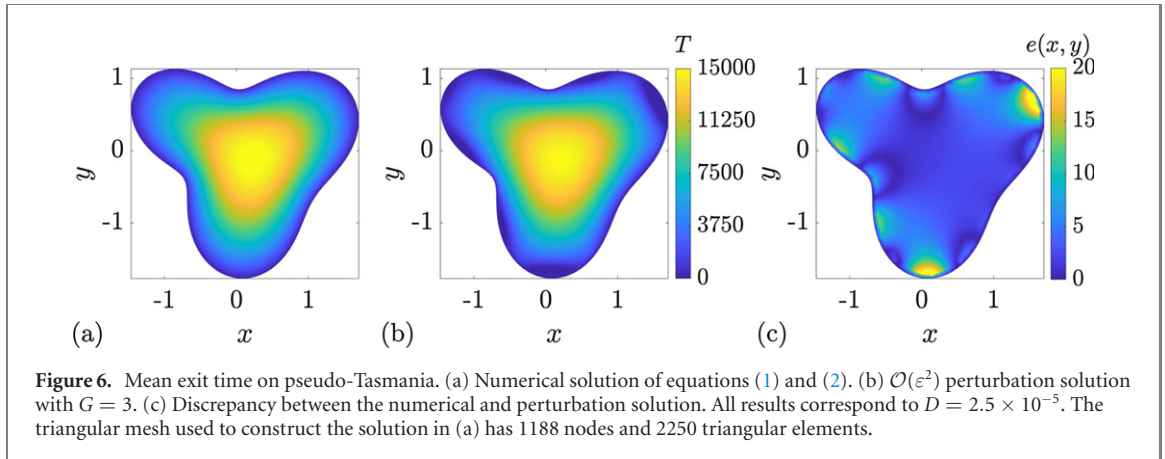 T
e(x, y)
1
0
-1
y
-1
0
1
x
(a)
1
0
-1
y
-1
0
1
x
(b)
15000
11250
7500
3750
0
1
0
-1
y
-1
0
1
x
(c)
20
15
10
5
0
Figure 6. Mean exit time on pseudo-Tasmania. (a) Numerical solution of equations (1) and (2). (b) 𝒪(ε²) perturbation solution
with G = 3. (c) Discrepancy between the numerical and perturbation solution. All results correspond to D = 2.5 × 10⁻⁵. The
triangular mesh used to construct the solution in (a) has 1188 nodes and 2250 triangular elements.